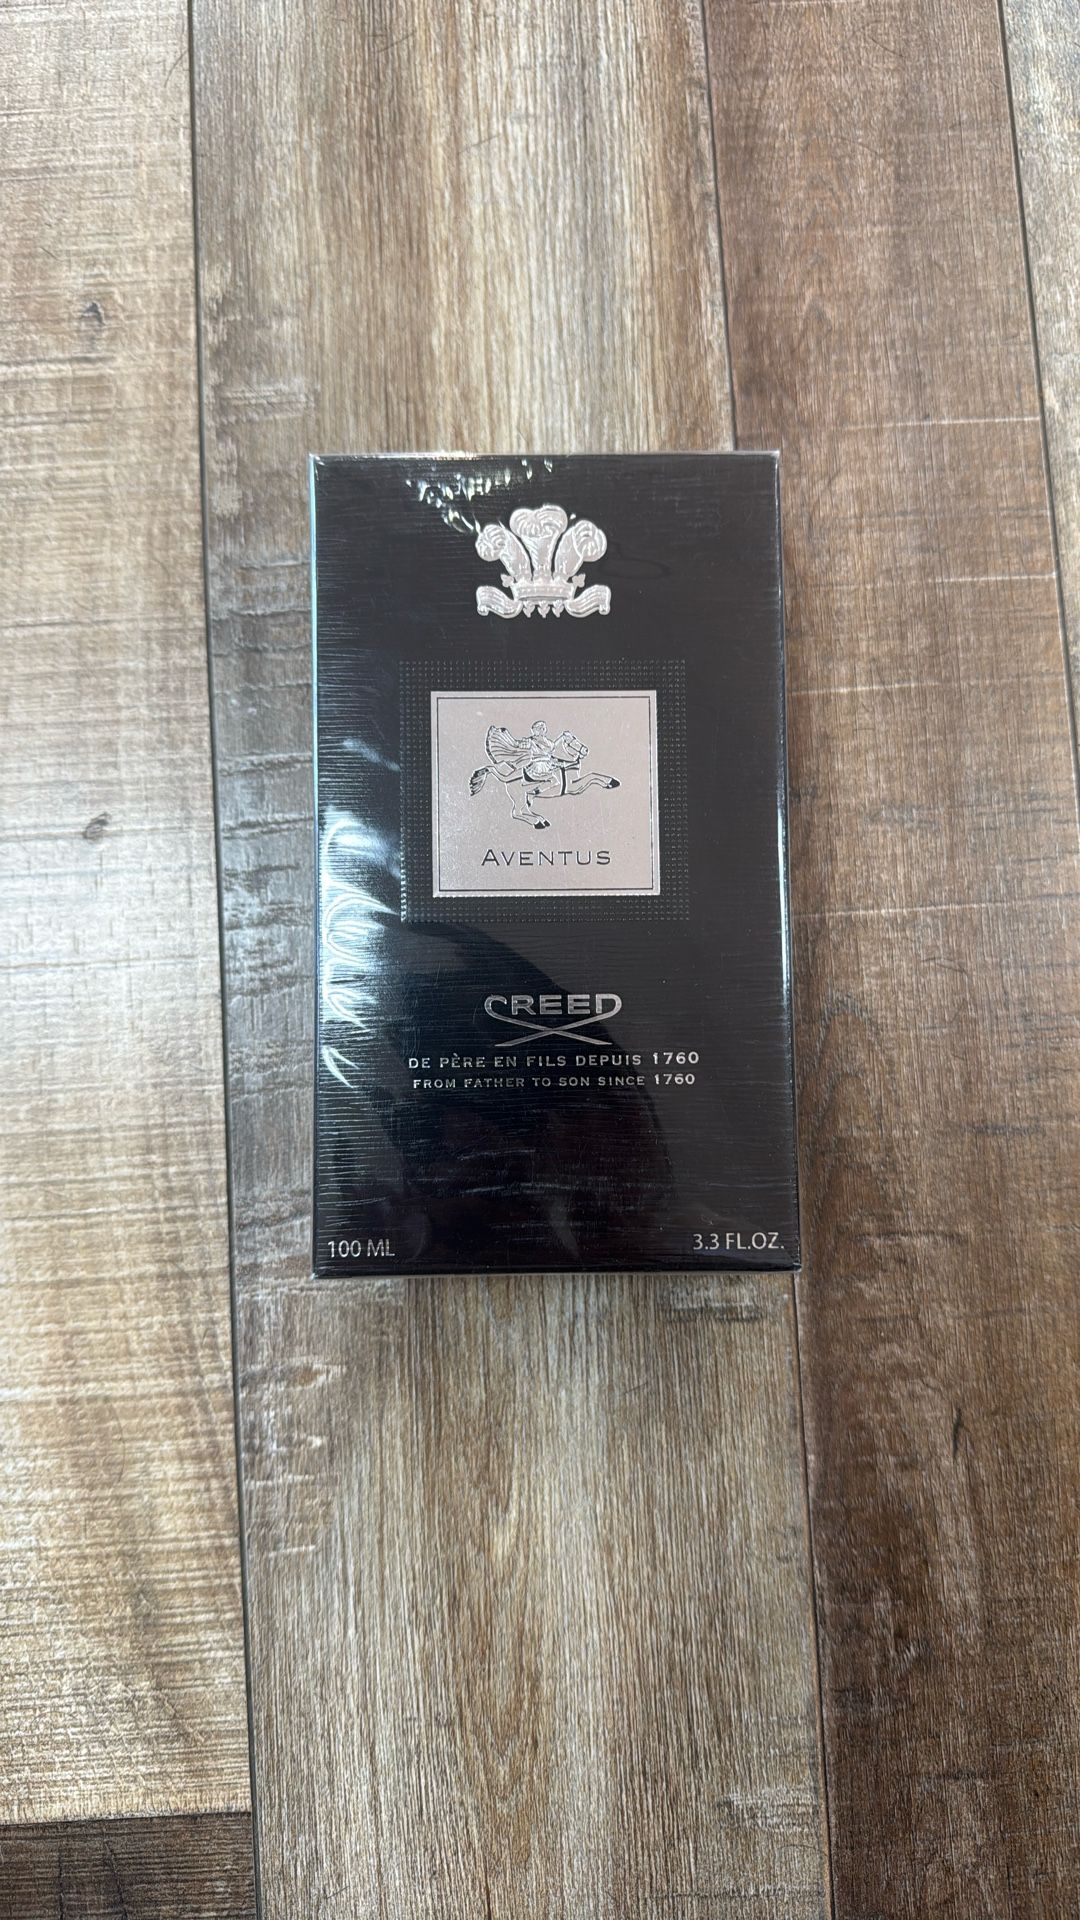 AVENTUS
CREED
DE PÈRE EN FILS DEPUIS 1760
FROM FATHER TO SON SINCE 1760
100 ML
3.3 FL.OZ.